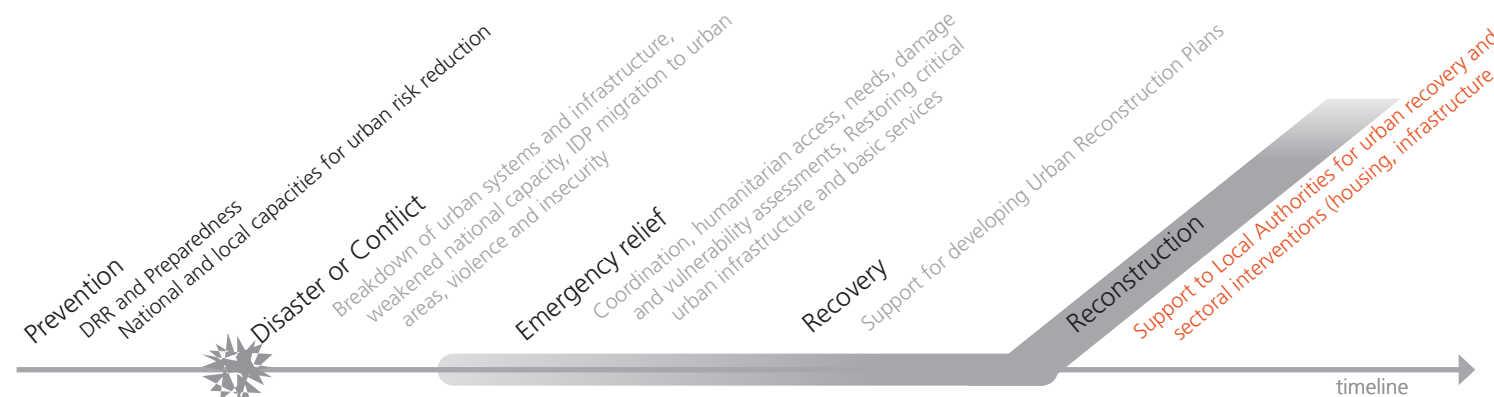 Prevention
DRR and Preparedness
National and local capacities for urban risk reduction
Disaster or Conflict
Breakdown of urban systems and infrastructure,
weakened national capacity, IDP migration to urban
areas, violence and insecurity
Emergency relief
Coordination, humanitarian access, needs, damage
and vulnerability assessments, Restoring critical
urban infrastructure and basic services
Recovery
Support for developing Urban Reconstruction Plans
Reconstruction
Support to Local Authorities for urban recovery and
sectoral interventions (housing, infrastructure
timeline